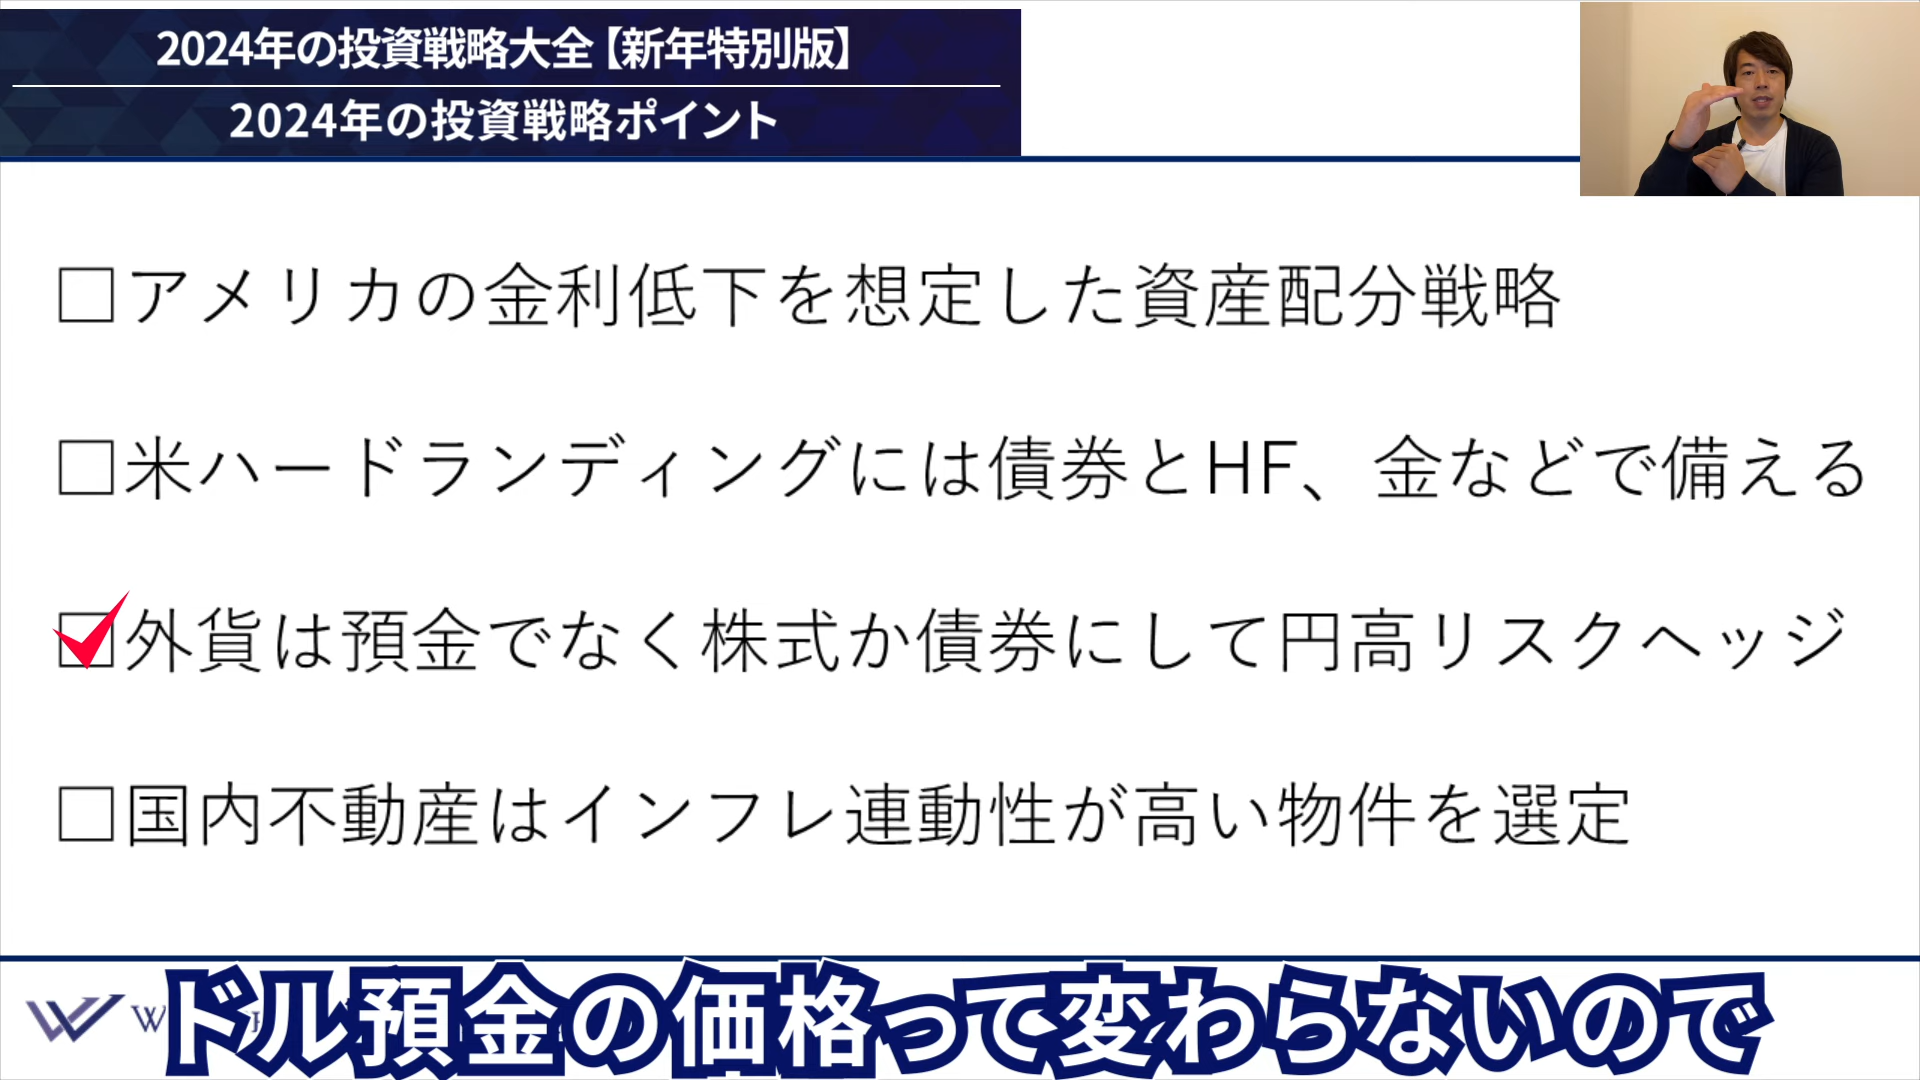 2024年の投資戦略大全【新年特別版】
2024年の投資戦略ポイント
□アメリカの金利低下を想定した資産配分戦略
□米ハードランディングには債券とHF、金などで備える
☑外貨は預金でなく株式か債券にして円高リスクヘッジ
□国内不動産はインフレ連動性が高い物件を選定
ドル預金の価格って変わらないので